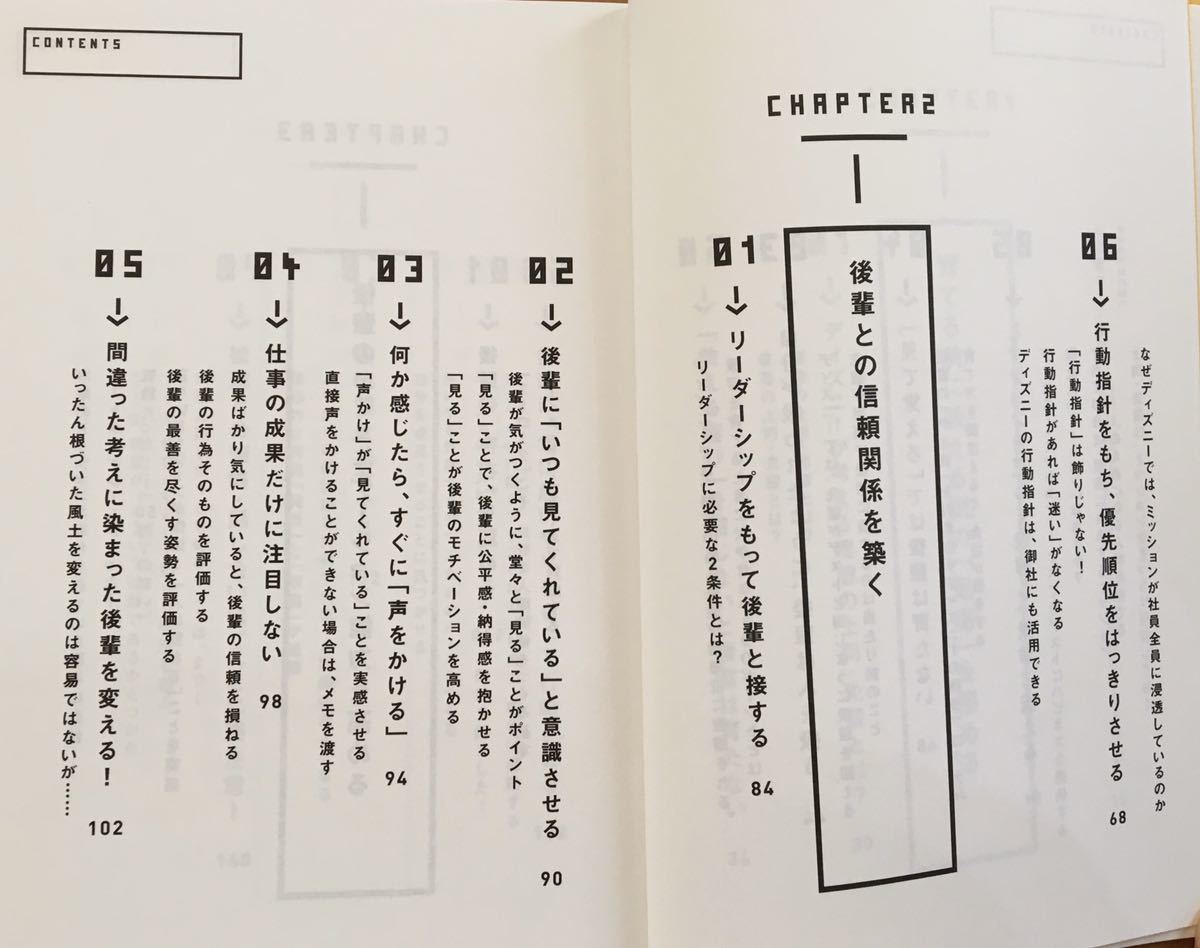 なぜディズニーでは、ミッションが社員全員に浸透しているのか
06
行動指針をもち、優先順位をはっきりさせる 68
「行動指針」は飾りじゃない！
行動指針があれば「迷い」がなくなる
ディズニーの行動指針は、御社にも活用できる
CHAPTER2
後輩との信頼関係を築く
01
リーダーシップをもって後輩と接する 84
リーダーシップに必要な2条件とは？
CONTENTS
02
後輩に「いつも見てくれている」と意識させる 90
後輩が気がつくように、堂々と「見る」ことがポイント
「見る」ことで、後輩に公平感・納得感を抱かせる
「見る」ことが後輩のモチベーションを高める
03
何か感じたら、すぐに「声をかける」 94
「声かけ」が「見てくれている」ことを実感させる
直接声をかけることができない場合は、メモを渡す
04
仕事の成果だけに注目しない 98
成果ばかり気にしていると、後輩の信頼を損ねる
後輩の行為そのものを評価する
後輩の最善を尽くす姿勢を評価する
05
間違った考えに染まった後輩を変える！ 102
いったん根づいた風土を変えるのは容易ではないが……